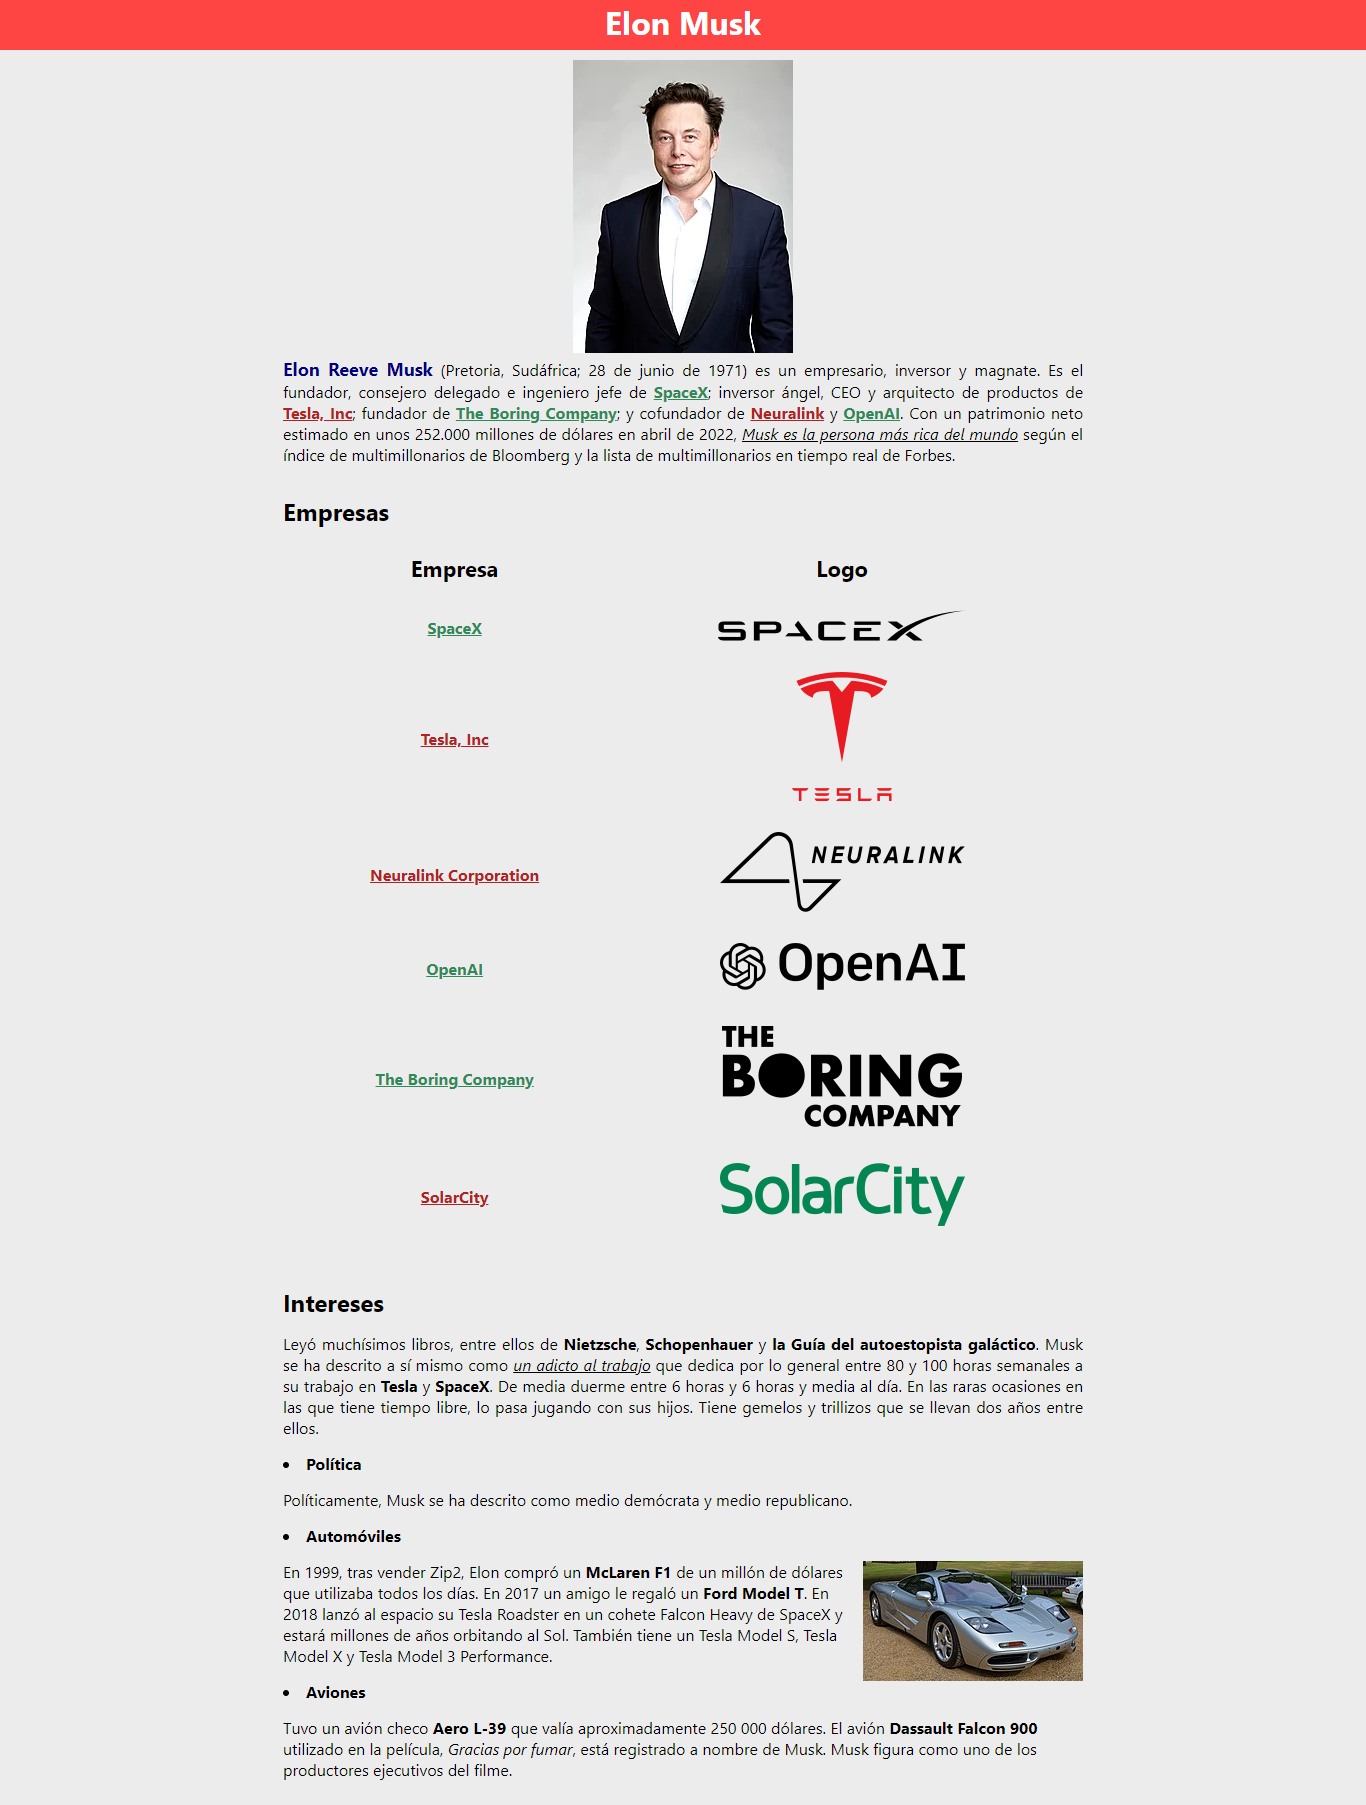 Elon Musk
Elon Reeve Musk (Pretoria, Sudáfrica; 28 de junio de 1971) es un empresario, inversor y magnate. Es el
fundador, consejero delegado e ingeniero jefe de SpaceX; inversor ángel, CEO y arquitecto de productos de
Tesla, Inc; fundador de The Boring Company; y cofundador de Neuralink y OpenAI. Con un patrimonio neto
estimado en unos 252.000 millones de dólares en abril de 2022, Musk es la persona más rica del mundo según el
índice de multimillonarios de Bloomberg y la lista de multimillonarios en tiempo real de Forbes.
Empresas
Empresa Logo
SpaceX SPACEX
Tesla, Inc
TESLA
NEURALINK
Neuralink Corporation
OpenAI OpenAI
THE
BORING
The Boring Company
COMPANY
SolarCity SolarCity
Intereses
Leyó muchísimos libros, entre ellos de Nietzsche, Schopenhauer y la Guía del autoestopista galáctico. Musk
se ha descrito a sí mismo como un adicto al trabajo que dedica por lo general entre 80 y 100 horas semanales a
su trabajo en Tesla y SpaceX. De media duerme entre 6 horas y 6 horas y media al día. En las raras ocasiones en
las que tiene tiempo libre, lo pasa jugando con sus hijos. Tiene gemelos y trillizos que se llevan dos años entre
ellos.
• Política
Políticamente, Musk se ha descrito como medio demócrata y medio republicano.
• Automóviles
En 1999, tras vender Zip2, Elon compró un McLaren F1 de un millón de dólares
que utilizaba todos los días. En 2017 un amigo le regaló un Ford Model T. En
2018 lanzó al espacio su Tesla Roadster en un cohete Falcon Heavy de SpaceX y
estará millones de años orbitando al Sol. También tiene un Tesla Model S, Tesla
Model X y Tesla Model 3 Performance.
• Aviones
Tuvo un avión checo Aero L-39 que valía aproximadamente 250 000 dólares. El avión Dassault Falcon 900
utilizado en la película, Gracias por fumar, está registrado a nombre de Musk. Musk figura como uno de los
productores ejecutivos del filme.